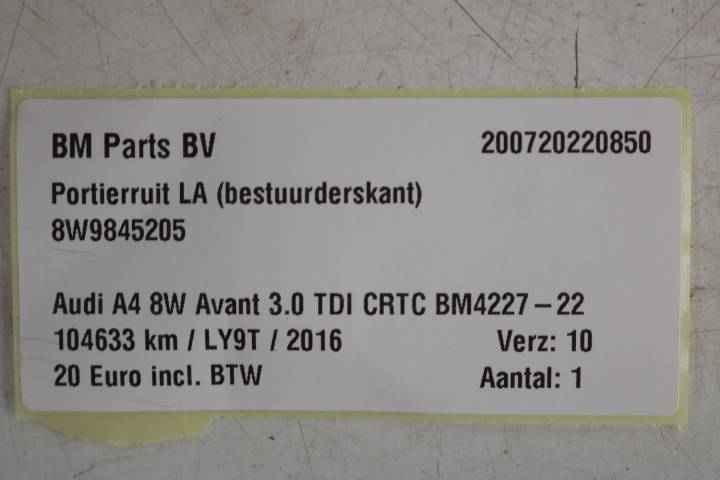 BM Parts BV 200720220850
Portierruit LA (bestuurderskant)
8W9845205
Audi A4 8W Avant 3.0 TDI CRTC BM4227-22
104633 km / LY9T / 2016 Verz: 10
20 Euro incl. BTW Aantal: 1